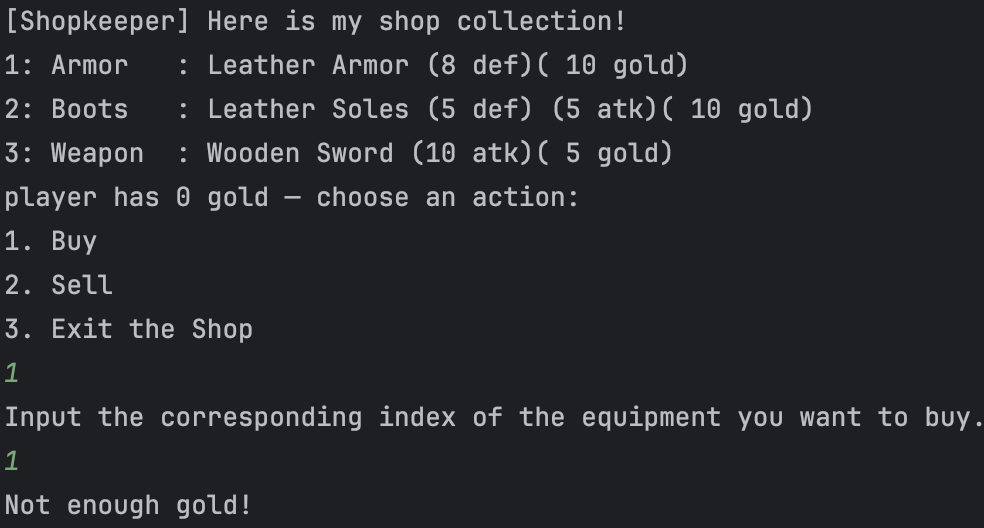 [Shopkeeper] Here is my shop collection!
1: Armor   : Leather Armor (8 def)( 10 gold)
2: Boots   : Leather Soles (5 def) (5 atk)( 10 gold)
3: Weapon  : Wooden Sword (10 atk)( 5 gold)
player has 0 gold — choose an action:
1. Buy
2. Sell
3. Exit the Shop
1
Input the corresponding index of the equipment you want to buy.
1
Not enough gold!